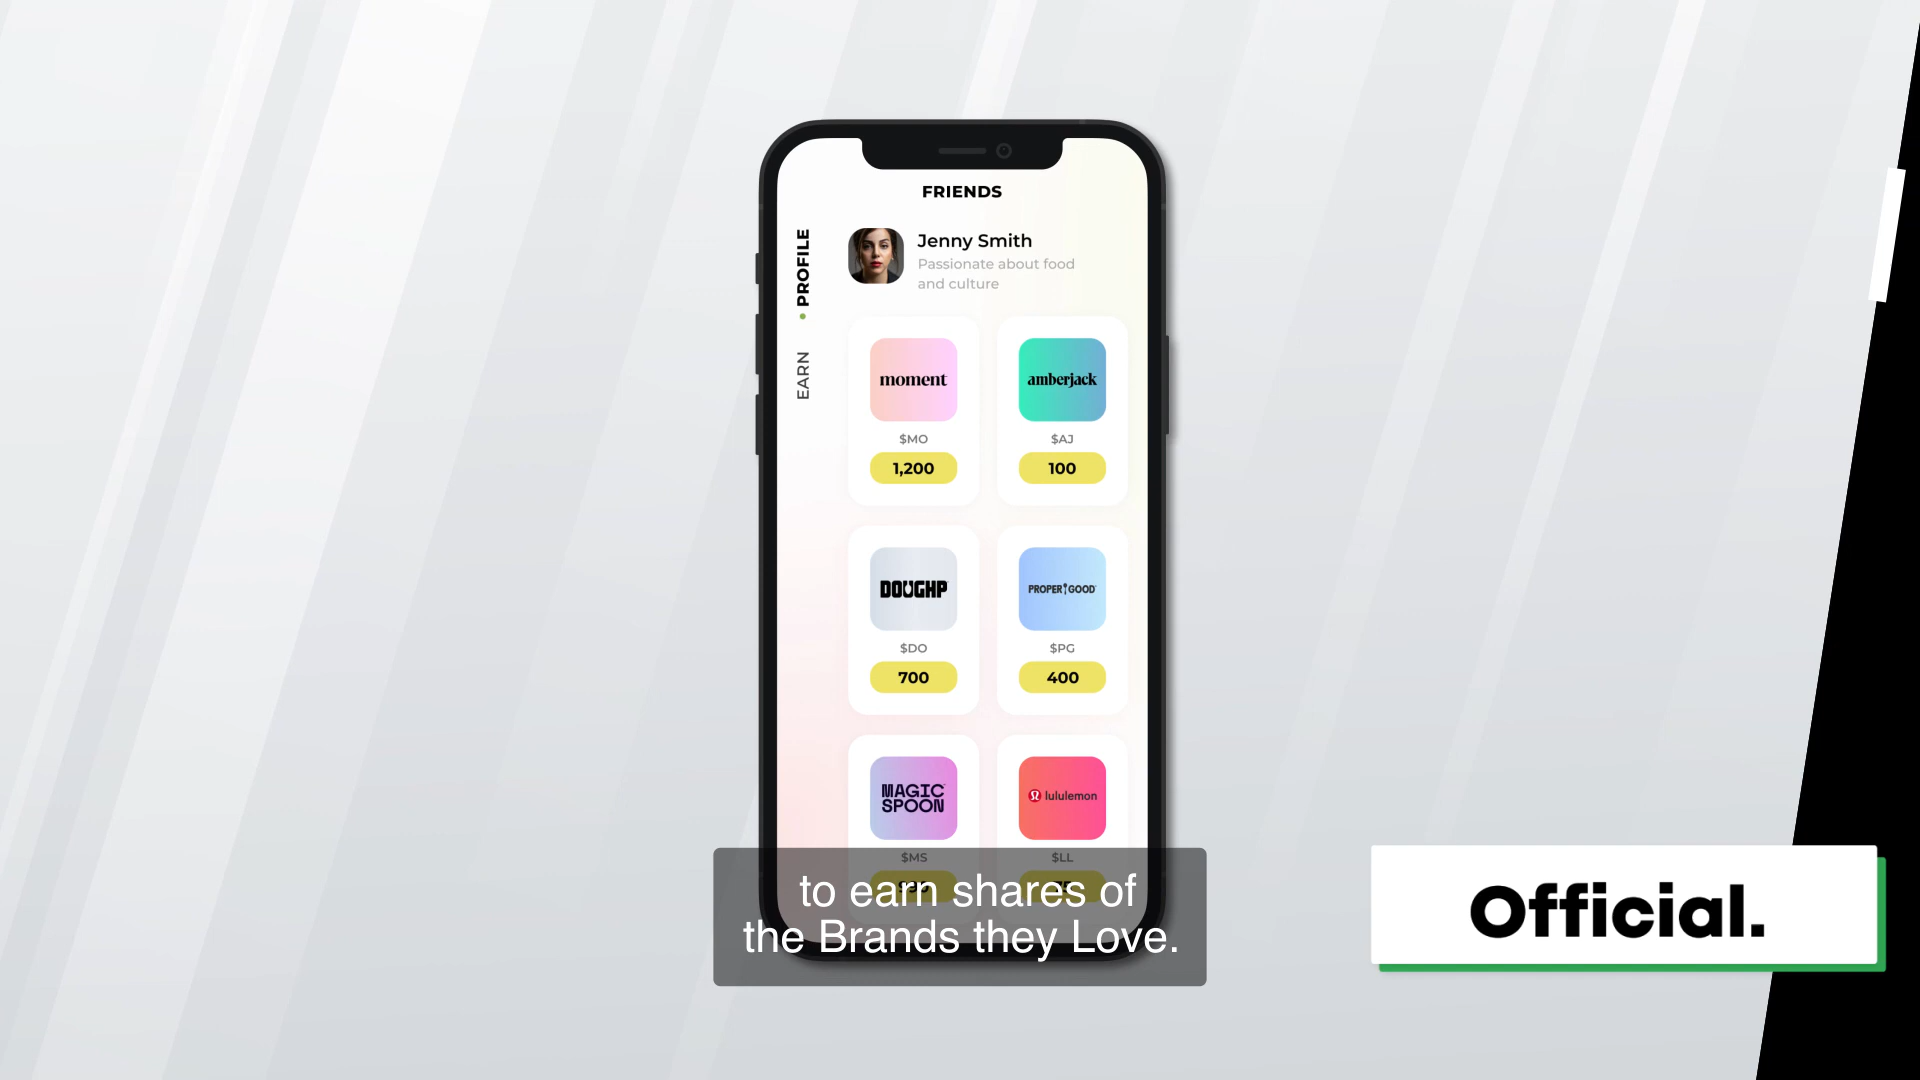 FRIENDS
PROFILE
EARN
Jenny Smith
Passionate about food
and culture
moment
amberjack
$MO
$AJ
1,200
100
DOUGHP
PROPER GOOD
$DO
$PG
700
400
MAGIC
SPOON
lululemon
$MS
$LL
to earn shares of
the Brands they Love.
Official.